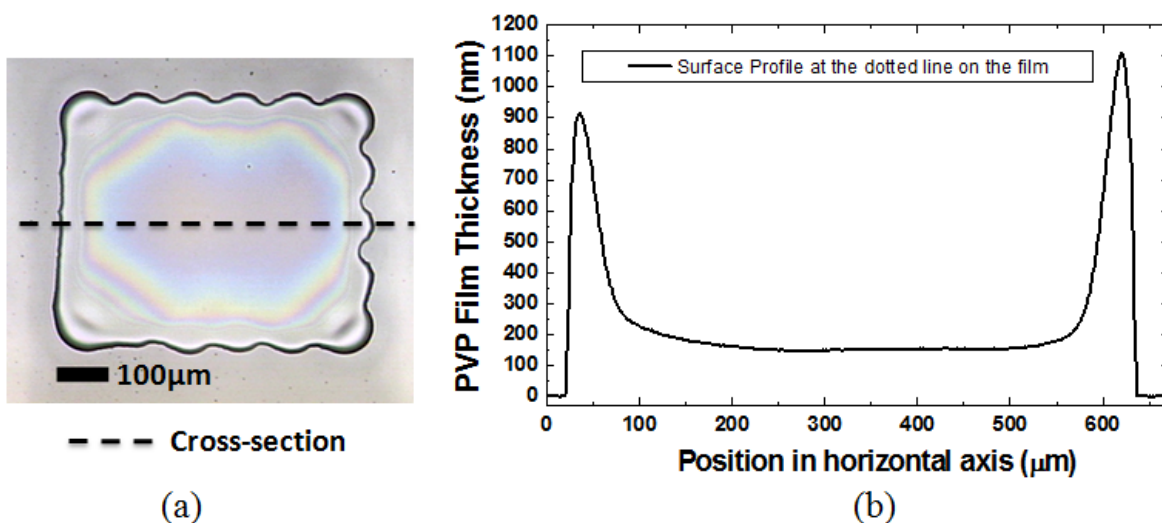 100μm
Cross-section
(a)
PVP Film Thickness (nm)
1200
1100
1000
900
800
700
600
500
400
300
200
100
0
Surface Profile at the dotted line on the film
0 100 200 300 400 500 600
Position in horizontal axis (μm)
(b)